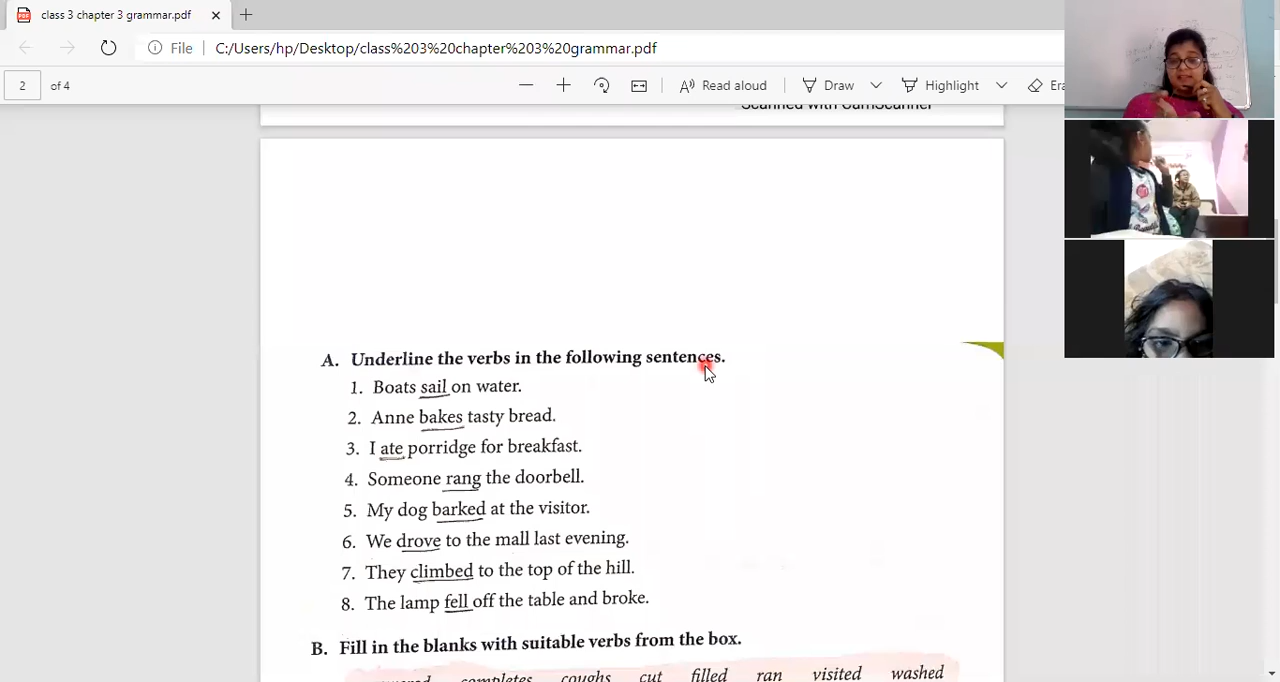 class 3 chapter 3 grammar.pdf
File C:/Users/hp/Desktop/class%203%20chapter%203%20grammar.pdf
2 of 4 Read aloud Draw Highlight
Scanned with CamScanner
A. Underline the verbs in the following sentences.
1. Boats sail on water.
2. Anne bakes tasty bread.
3. I ate porridge for breakfast.
4. Someone rang the doorbell.
5. My dog barked at the visitor.
6. We drove to the mall last evening.
7. They climbed to the top of the hill.
8. The lamp fell off the table and broke.
B. Fill in the blanks with suitable verbs from the box.
completes coughs cut filled ran visited washed